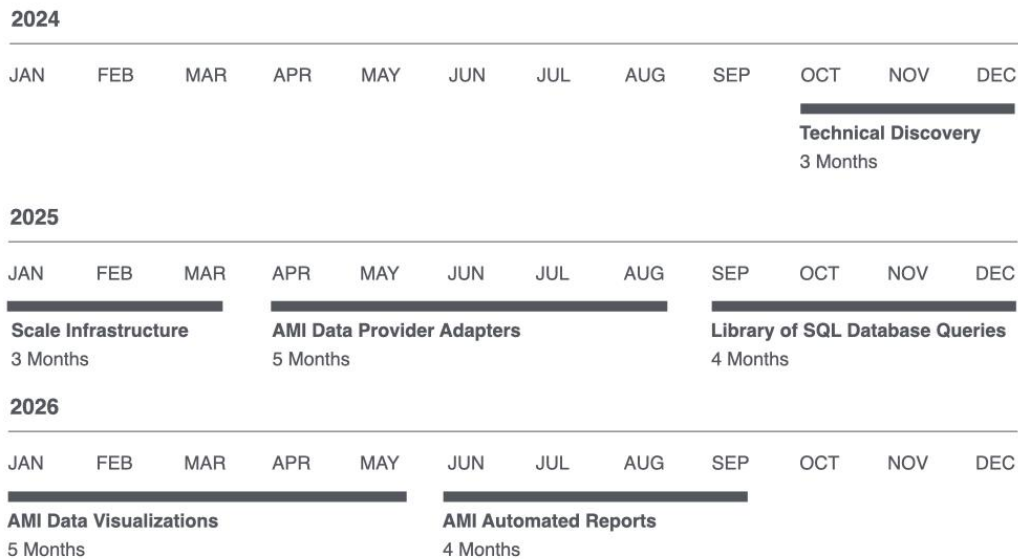 2024
JAN FEB MAR APR MAY JUN JUL AUG SEP OCT NOV DEC
Technical Discovery
3 Months
2025
JAN FEB MAR APR MAY JUN JUL AUG SEP OCT NOV DEC
Scale Infrastructure AMI Data Provider Adapters Library of SQL Database Queries
3 Months 5 Months 4 Months
2026
JAN FEB MAR APR MAY JUN JUL AUG SEP OCT NOV DEC
AMI Data Visualizations AMI Automated Reports
5 Months 4 Months